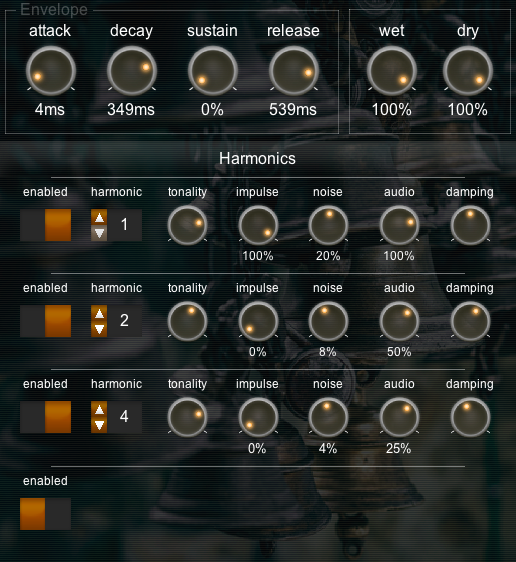 Envelope
attack decay sustain release wet dry
4ms 349ms 0% 539ms 100% 100%
Harmonics
enabled harmonic tonality impulse noise audio damping
1
100% 20% 100%
enabled harmonic tonality impulse noise audio damping
2
0% 8% 50%
enabled harmonic tonality impulse noise audio damping
4
0% 4% 25%
enabled